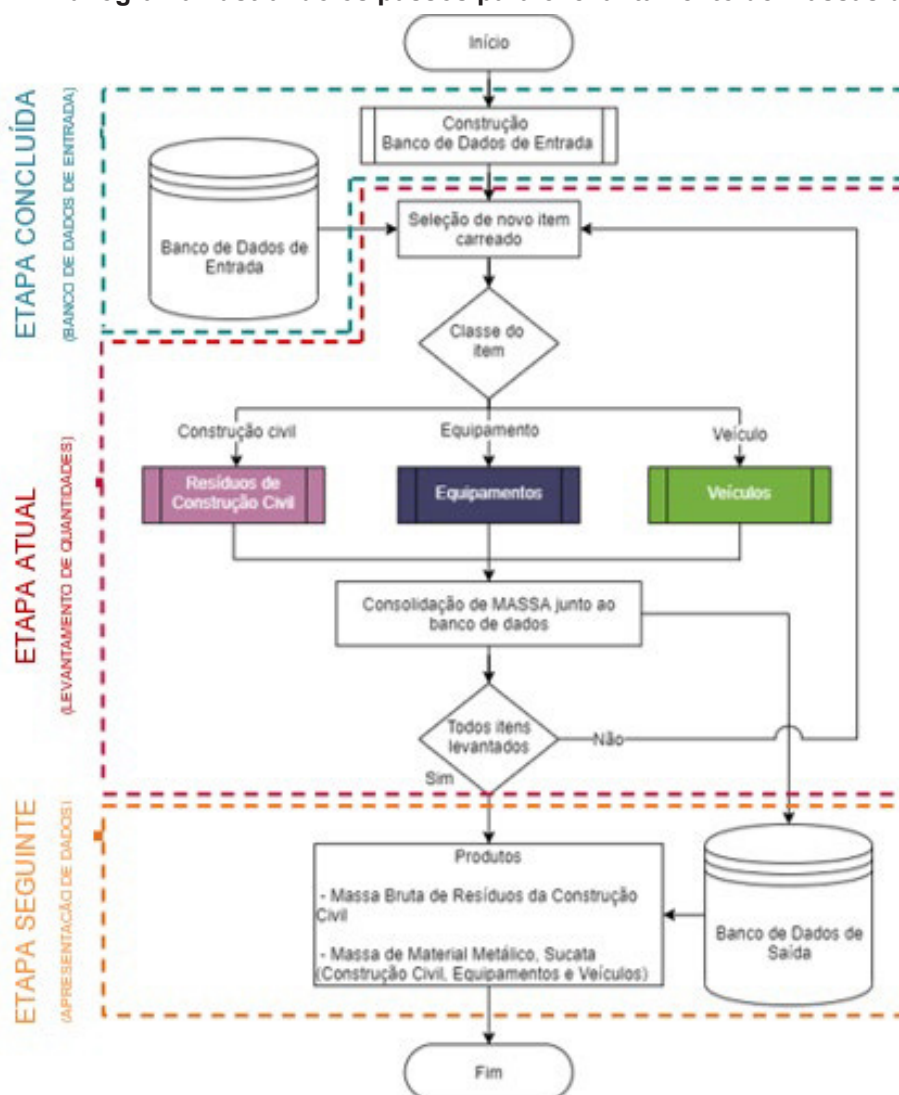 Início
ETAPA CONCLUÍDA
(BANCO DE DADOS DE ENTRADA)
Construção
Banco de Dados de Entrada
Banco de Dados de
Entrada
Seleção de novo item
carreado
Classe do
item
ETAPA ATUAL
(LEVANTAMENTO DE QUANTIDADES)
Construção civil
Equipamento
Veículo
Resíduos de
Construção Civil
Equipamentos
Veículos
Consolidação de MASSA junto ao
banco de dados
Todos itens
levantados
Não
Sim
ETAPA SEGUINTE
(APRESENTAÇÃO DE DADOS)
Produtos
- Massa Bruta de Resíduos da Construção
Civil
- Massa de Material Metálico, Sucata
(Construção Civil, Equipamentos e Veículos)
Banco de Dados de
Saída
Fim